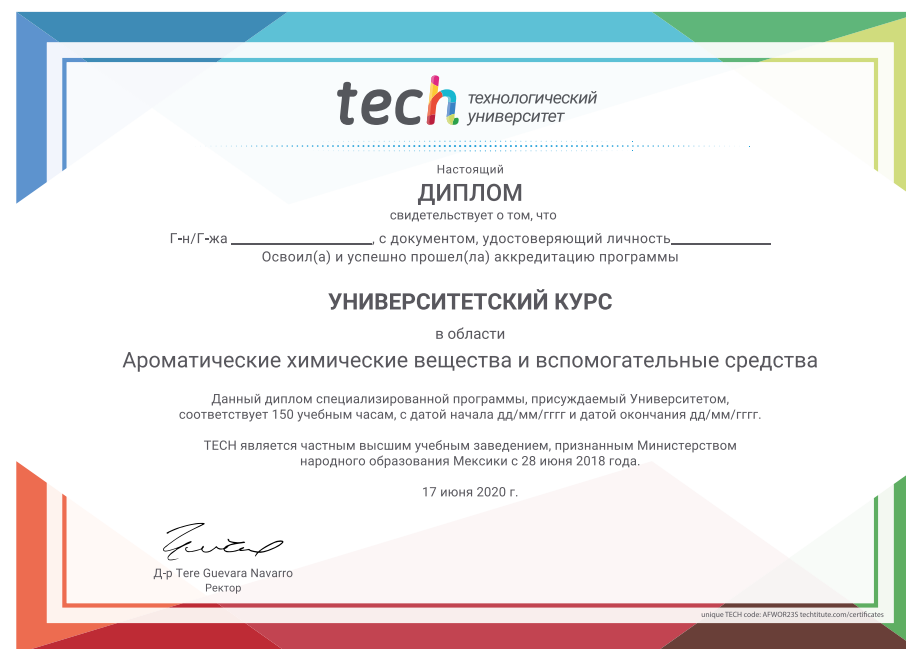 tech технологический
университет
Настоящий
ДИПЛОМ
свидетельствует о том, что
Г-н/Г-жа ____________________, с документом, удостоверяющий личность______________
Освоил(а) и успешно прошел(ла) аккредитацию программы
УНИВЕРСИТЕТСКИЙ КУРС
в области
Ароматические химические вещества и вспомогательные средства
Данный диплом специализированной программы, присуждаемый Университетом,
соответствует 150 учебным часам, с датой начала дд/мм/гггг и датой окончания дд/мм/гггг.
TECH является частным высшим учебным заведением, признанным Министерством
народного образования Мексики с 28 июня 2018 года.
17 июня 2020 г.
Д-р Tere Guevara Navarro
Ректор
unique TECH code: AFWOR23S techtitute.com/certificates